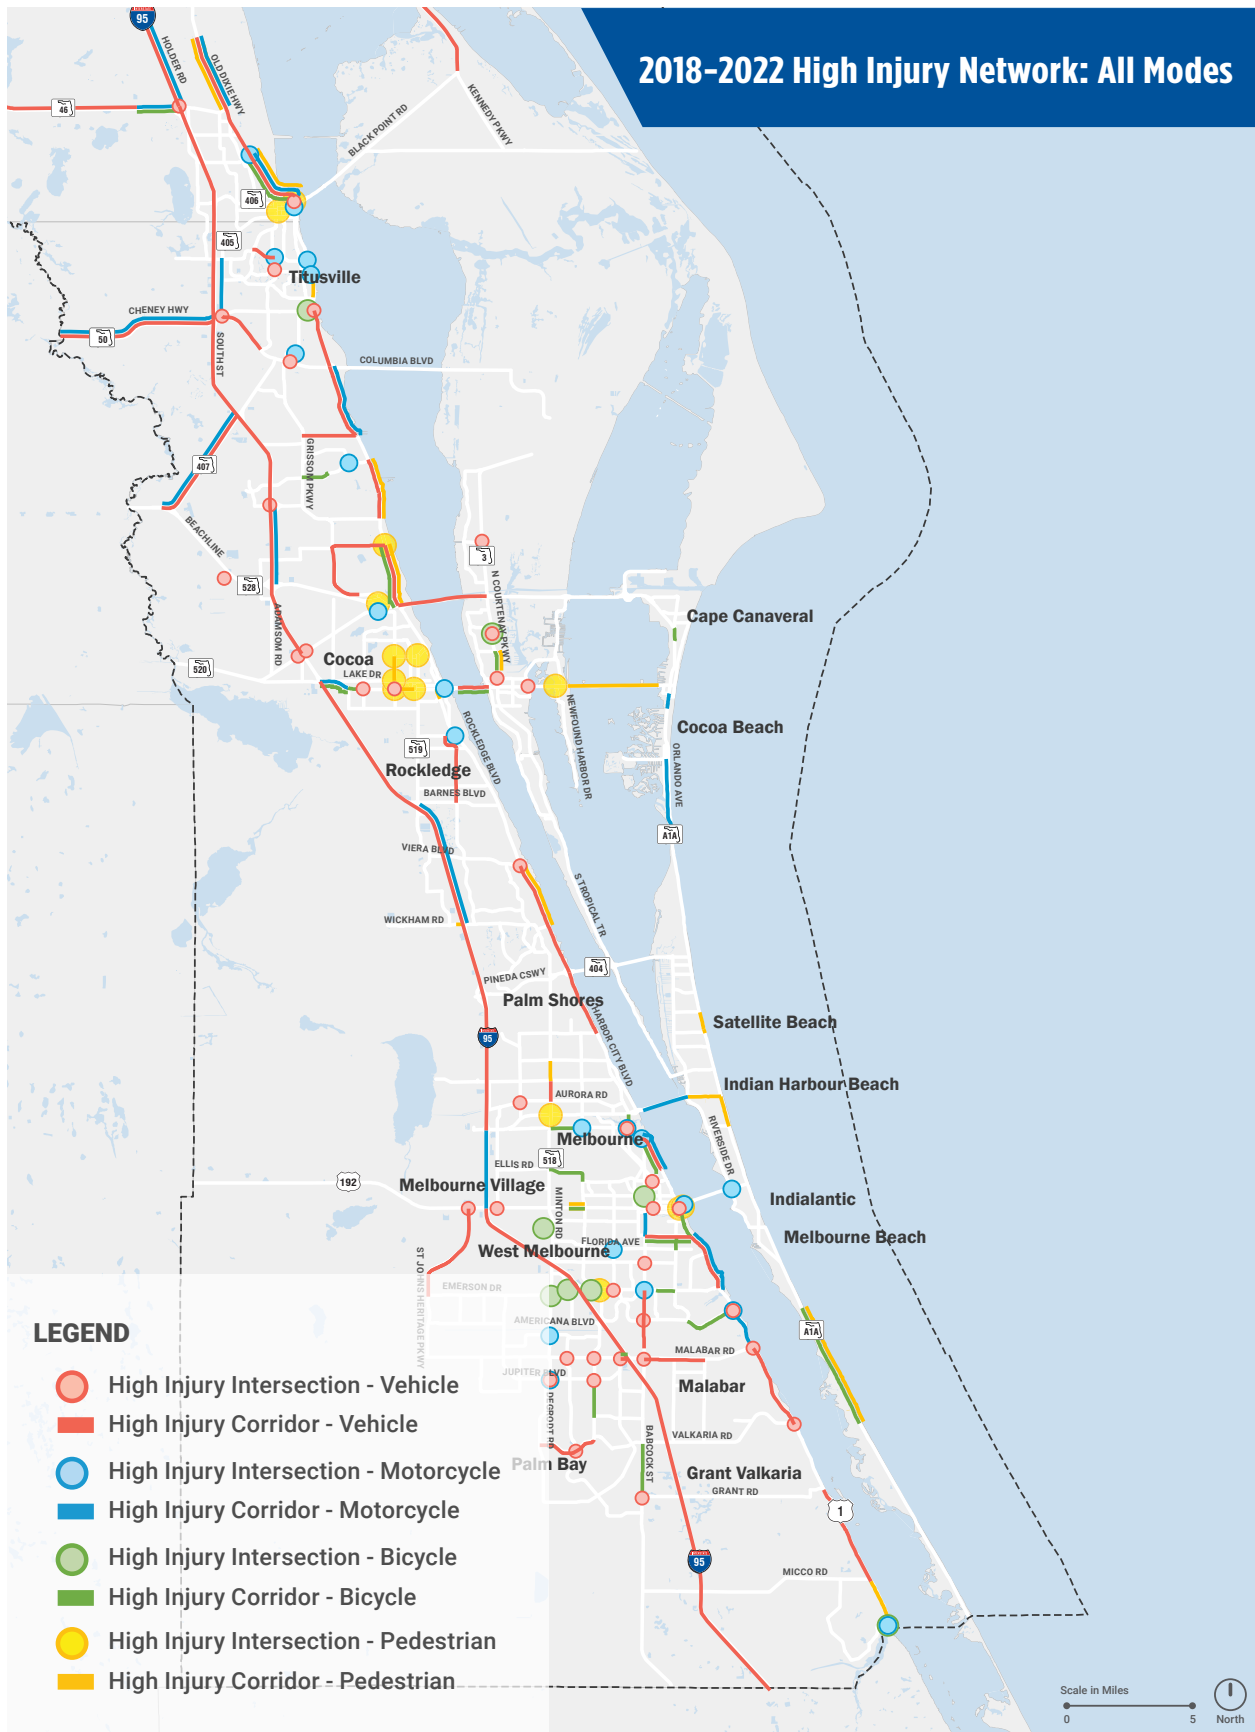 2018-2022 High Injury Network: All Modes
95
HOLDER RD
OLD DIXIE HWY
KENNEDY PKWY
BLACK POINT RD
46
406
405
Titusville
CHENEY HWY
50
SOUTH ST
COLUMBIA BLVD
GRISSOM PKWY
407
BEACHLINE
3
528
N COURTENAY PKWY
ADAMSOM RD
Cape Canaveral
520
Cocoa
LAKE DR
NEWFOUND HARBOR DR
Cocoa Beach
ROCKLEDGE BLVD
519
Rockledge
ORLANDO AVE
BARNES BLVD
A1A
VIERA BLVD
S TROPICAL TR
WICKHAM RD
404
PINEDA CSWY
Palm Shores
HARBOR CITY BLVD
Satellite Beach
95
Indian Harbour Beach
AURORA RD
RIVERSIDE DR
Melbourne
518
ELLIS RD
192
Melbourne Village
MINTON RD
Indialantic
Melbourne Beach
FLORIDA AVE
West Melbourne
ST JOHNS HERITAGE PKWY
EMERSON DR
AMERICANA BLVD
A1A
MALABAR RD
JUPITER BLVD
Malabar
DEGROODT RD
BABCOCK ST
VALKARIA RD
Palm Bay
Grant Valkaria
GRANT RD
1
95
MICCO RD
LEGEND
High Injury Intersection - Vehicle
High Injury Corridor - Vehicle
High Injury Intersection - Motorcycle
High Injury Corridor - Motorcycle
High Injury Intersection - Bicycle
High Injury Corridor - Bicycle
High Injury Intersection - Pedestrian
High Injury Corridor - Pedestrian
Scale in Miles
0 5
North